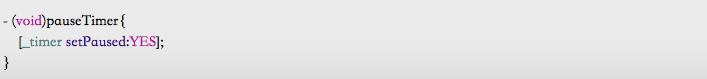 - (void)pauseTimer{
    [_timer setPaused:YES];
}